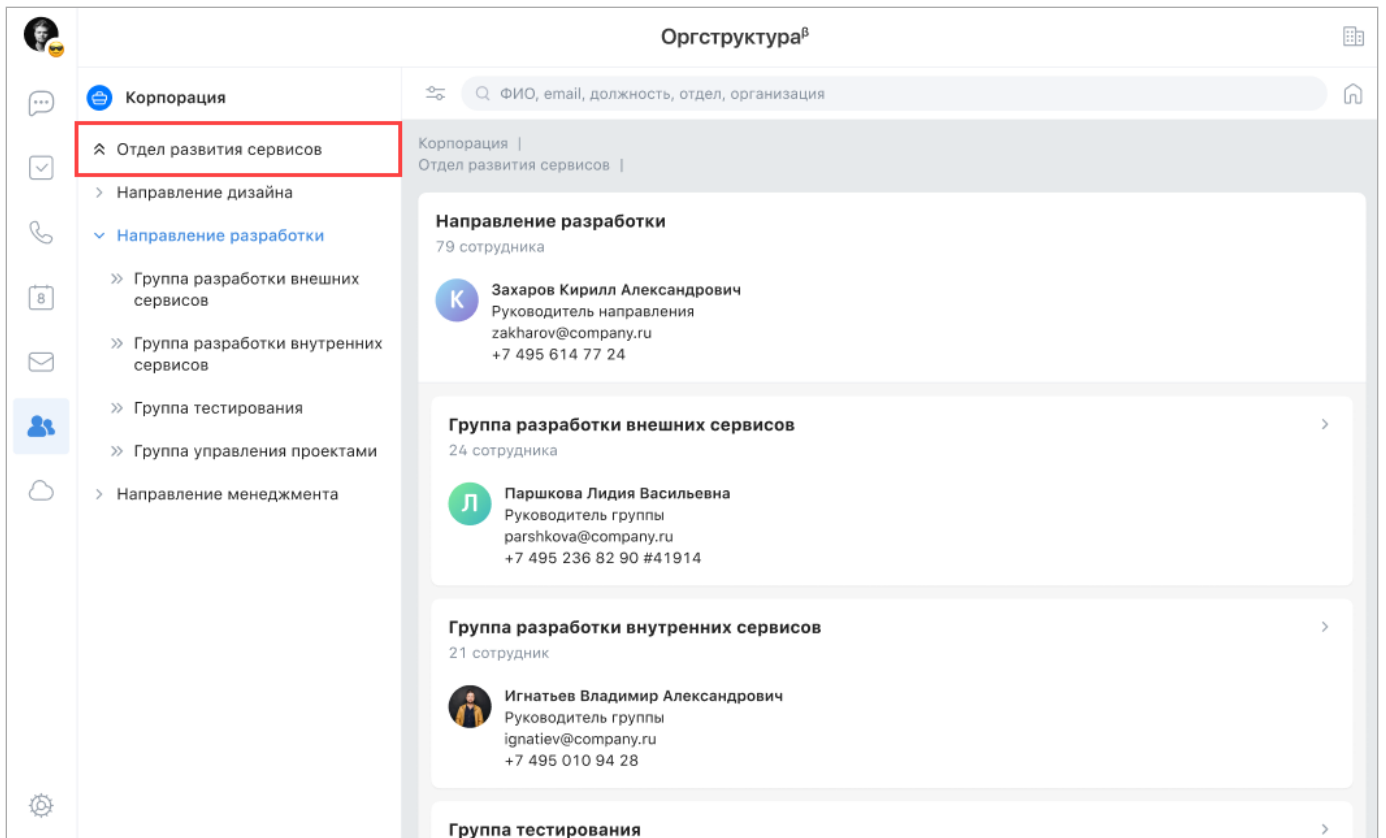 Оргструктураᵝ
Корпорация
ФИО, email, должность, отдел, организация
Отдел развития сервисов
Направление дизайна
Направление разработки
Группа разработки внешних
сервисов
Группа разработки внутренних
сервисов
Группа тестирования
Группа управления проектами
Направление менеджмента
8
Корпорация |
Отдел развития сервисов |
Направление разработки
79 сотрудника
К
Захаров Кирилл Александрович
Руководитель направления
zakharov@company.ru
+7 495 614 77 24
Группа разработки внешних сервисов
24 сотрудника
Л
Паршкова Лидия Васильевна
Руководитель группы
parshkova@company.ru
+7 495 236 82 90 #41914
Группа разработки внутренних сервисов
21 сотрудник
Игнатьев Владимир Александрович
Руководитель группы
ignatiev@company.ru
+7 495 010 94 28
Группа тестирования